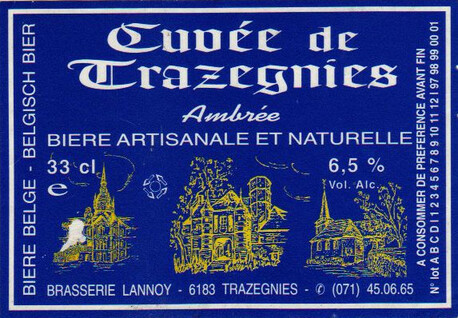 BIERE BELGE - BELGISCH BIER
Cuvée de
Trazegnies
Ambrée
BIERE ARTISANALE ET NATURELLE
33 cl
e
6,5 %
Vol. Alc.
BRASSERIE LANNOY - 6183 TRAZEGNIES - ✆ (071) 45.06.65
A CONSOMMER DE PREFERENCE AVANT FIN
N° lot A B C D I 1 2 3 4 5 6 7 8 9 10 11 12 I 97 98 99 00 01